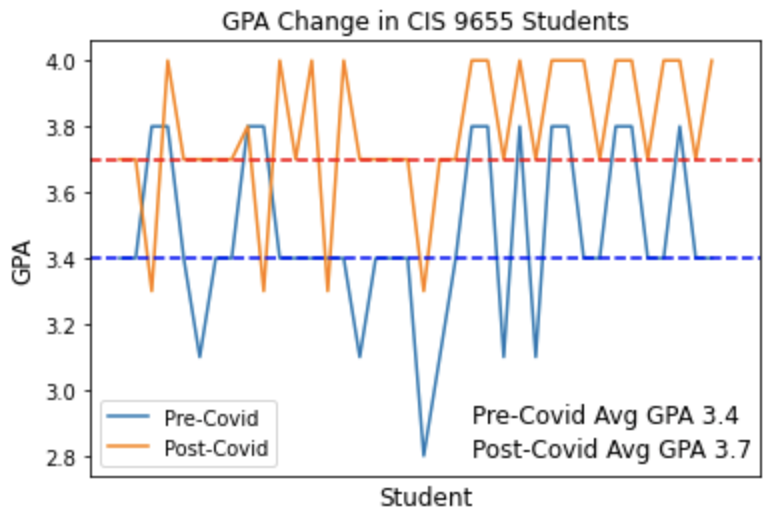 GPA Change in CIS 9655 Students
4.0
3.8
3.6
3.4
3.2
3.0
2.8
GPA
Pre-Covid
Post-Covid
Pre-Covid Avg GPA 3.4
Post-Covid Avg GPA 3.7
Student